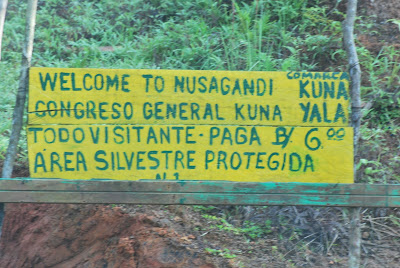 WELCOME TO NUSAGANDI COMARCA KUNA
CONGRESO GENERAL KUNA YALA
TODO VISITANTE - PAGA B/. 6.00
ÁREA SILVESTRE PROTEGIDA